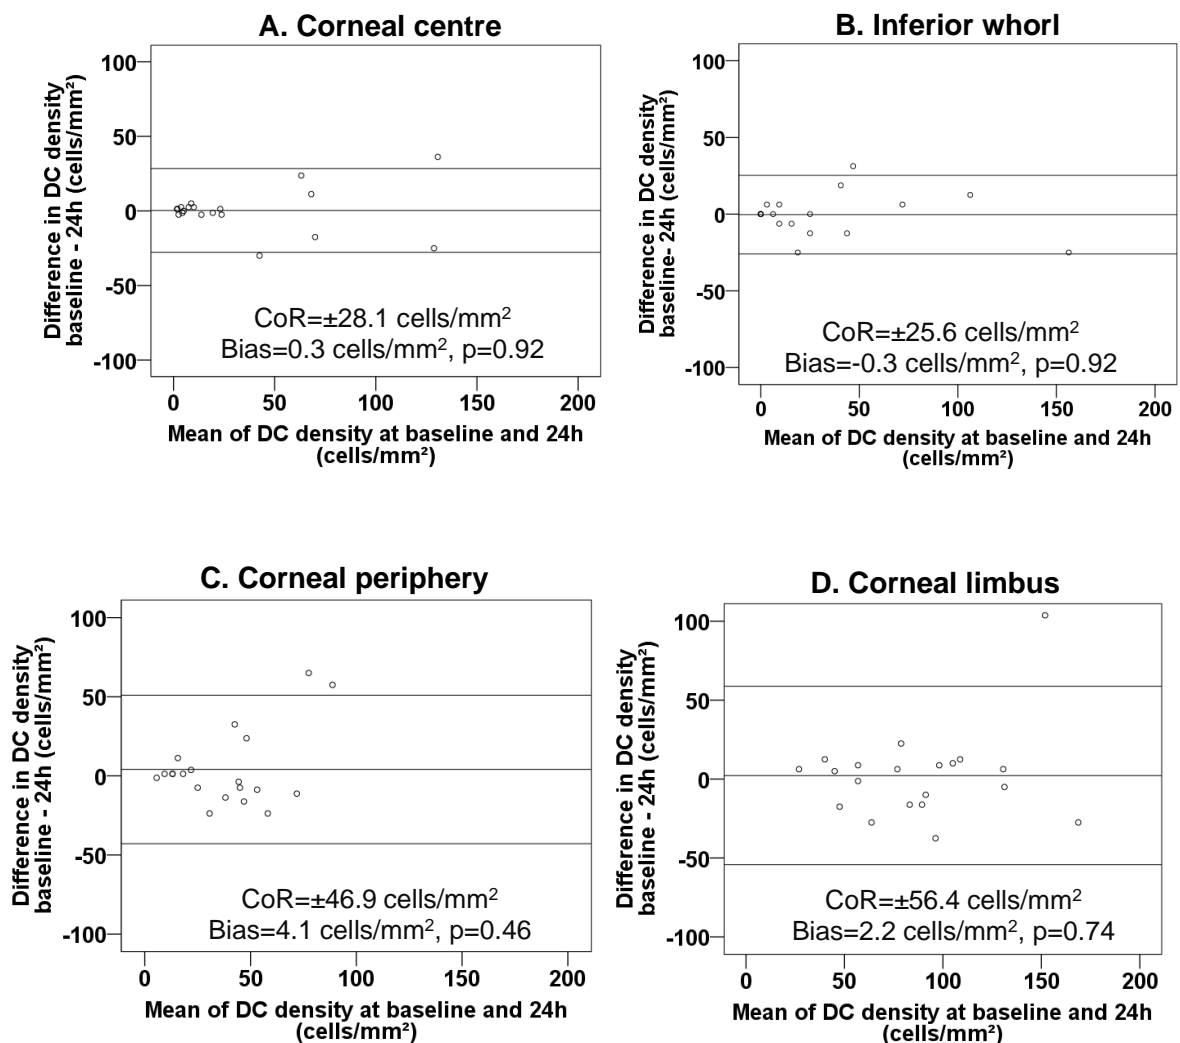 A. Corneal centre
Difference in DC density
baseline - 24h (cells/mm²)
100
50
0
-50
-100
CoR=±28.1 cells/mm²
Bias=0.3 cells/mm², p=0.92
0 50 100 150 200
Mean of DC density at baseline and 24h
(cells/mm²)
B. Inferior whorl
Difference in DC density
baseline- 24h (cells/mm²)
100
50
0
-50
-100
CoR=±25.6 cells/mm²
Bias=-0.3 cells/mm², p=0.92
0 50 100 150 200
Mean of DC density at baseline and 24h
(cells/mm²)
C. Corneal periphery
Difference in DC density
baseline - 24h (cells/mm²)
100
50
0
-50
-100
CoR=±46.9 cells/mm²
Bias=4.1 cells/mm², p=0.46
0 50 100 150 200
Mean of DC density at baseline and 24h
(cells/mm²)
D. Corneal limbus
Difference in DC density
baseline - 24h (cells/mm²)
100
50
0
-50
-100
CoR=±56.4 cells/mm²
Bias=2.2 cells/mm², p=0.74
0 50 100 150 200
Mean of DC density at baseline and 24h
(cells/mm²)